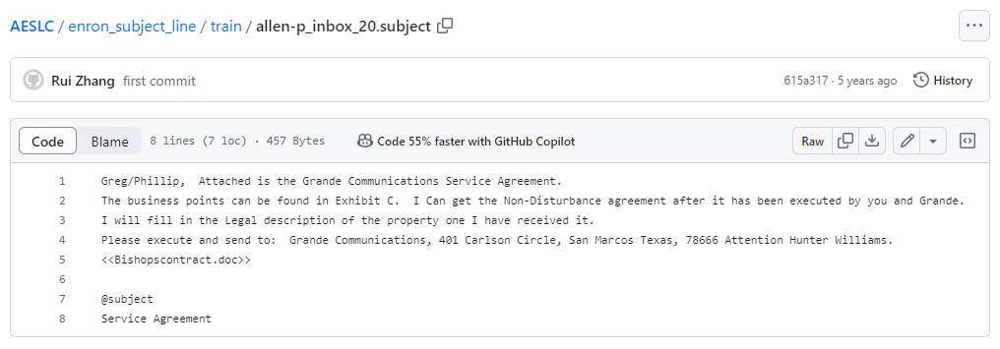 AESLC / enron_subject_line / train / allen-p_inbox_20.subject
Rui Zhang first commit 615a317 · 5 years ago History
Code Blame 8 lines (7 loc) · 457 Bytes Code 55% faster with GitHub Copilot Raw
1 Greg/Phillip,  Attached is the Grande Communications Service Agreement.
2 The business points can be found in Exhibit C.  I Can get the Non-Disturbance agreement after it has been executed by you and Grande.
3 I will fill in the Legal description of the property one I have received it.
4 Please execute and send to:  Grande Communications, 401 Carlson Circle, San Marcos Texas, 78666 Attention Hunter Williams.
5 <<Bishopscontract.doc>>
6
7 @subject
8 Service Agreement